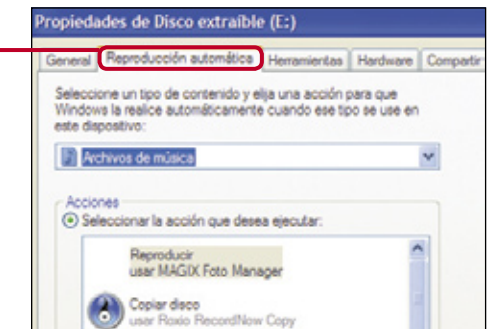 Propiedades de Disco extraíble (E:)
General Reproducción automática Herramientas Hardware Compartir
Seleccione un tipo de contenido y elija una acción para que
Windows la realice automáticamente cuando ese tipo se use en
este dispositivo:
Archivos de música
Acciones
Seleccionar la acción que desea ejecutar:
Reproducir
usar MAGIX Foto Manager
Copiar disco
usar Roxio RecordNow Copy